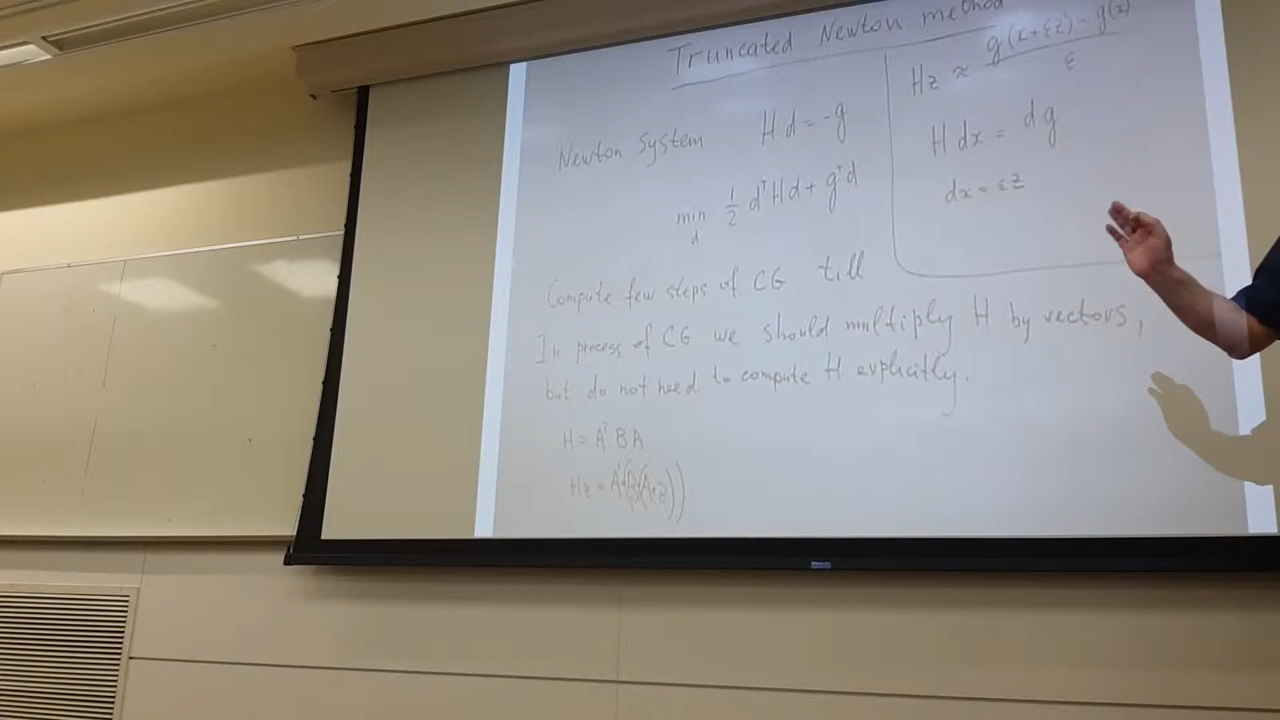 Truncated Newton method
Newton System Hd = -g
min 1/2 dᵀHd + gᵀd
d
Compute few steps of CG till
In process of CG we should multiply H by vectors,
but do not need to compute H explicitly.
H = AᵀBA
Hz = Aᵀ(B(A·z))
Hz ≈ g(x+εz) - g(x)
ε
H dx = dg
dx = εz